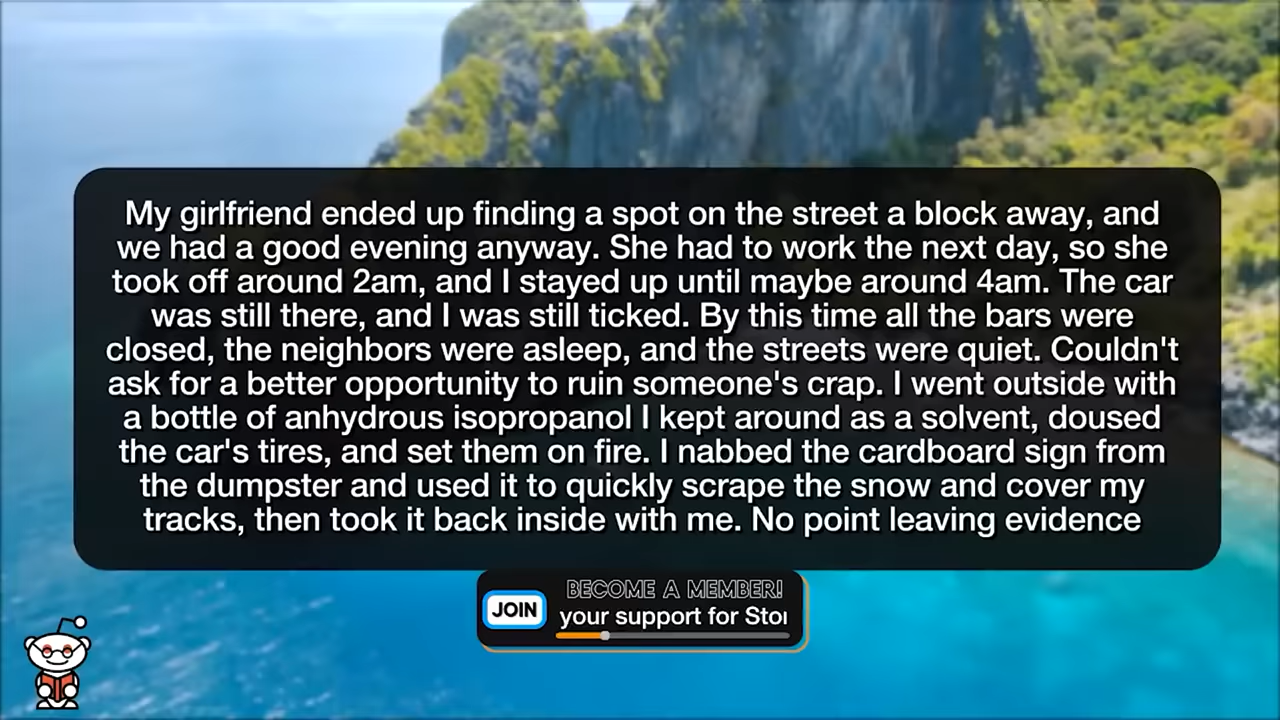 My girlfriend ended up finding a spot on the street a block away, and
we had a good evening anyway. She had to work the next day, so she
took off around 2am, and I stayed up until maybe around 4am. The car
was still there, and I was still ticked. By this time all the bars were
closed, the neighbors were asleep, and the streets were quiet. Couldn't
ask for a better opportunity to ruin someone's crap. I went outside with
a bottle of anhydrous isopropanol I kept around as a solvent, doused
the car's tires, and set them on fire. I nabbed the cardboard sign from
the dumpster and used it to quickly scrape the snow and cover my
tracks, then took it back inside with me. No point leaving evidence
BECOME A MEMBER!
JOIN
your support for Stor